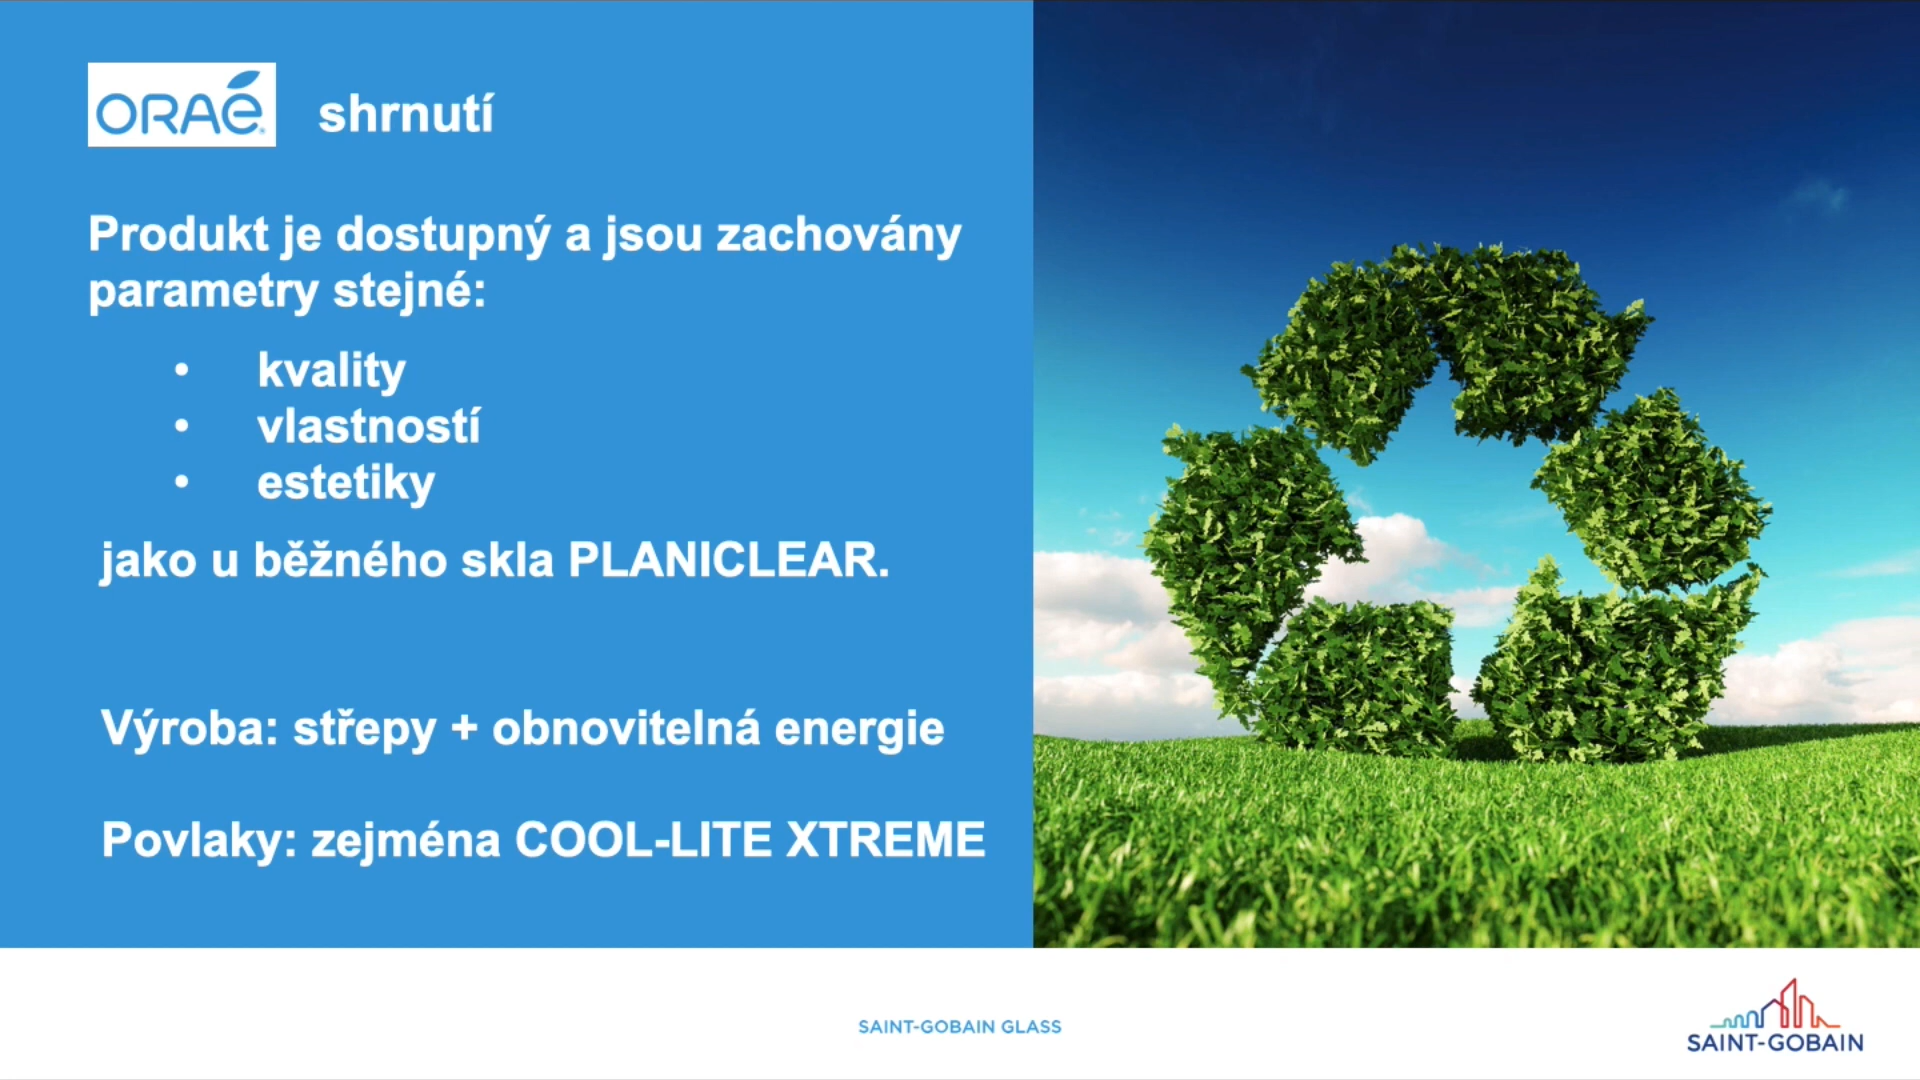 ORAé® shrnutí
Produkt je dostupný a jsou zachovány
parametry stejné:
• kvality
• vlastností
• estetiky
jako u běžného skla PLANICLEAR.
Výroba: střepy + obnovitelná energie
Povlaky: zejména COOL-LITE XTREME
SAINT-GOBAIN GLASS
SAINT-GOBAIN